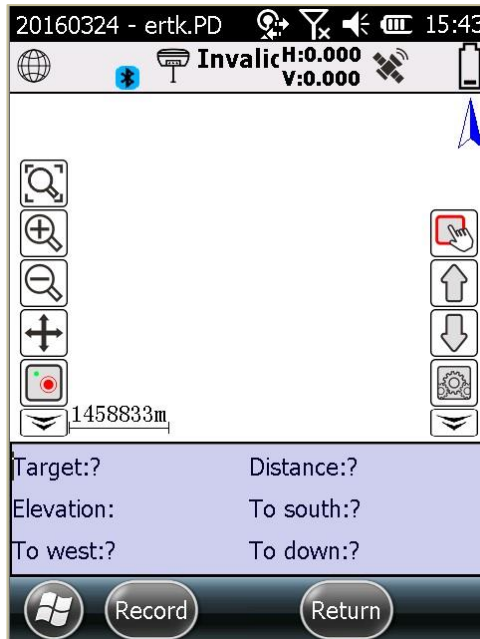 20160324 - ertk.PD 15:43
Invalid H:0.000
V:0.000
1458833m
Target:? Distance:?
Elevation: To south:?
To west:? To down:?
Record Return